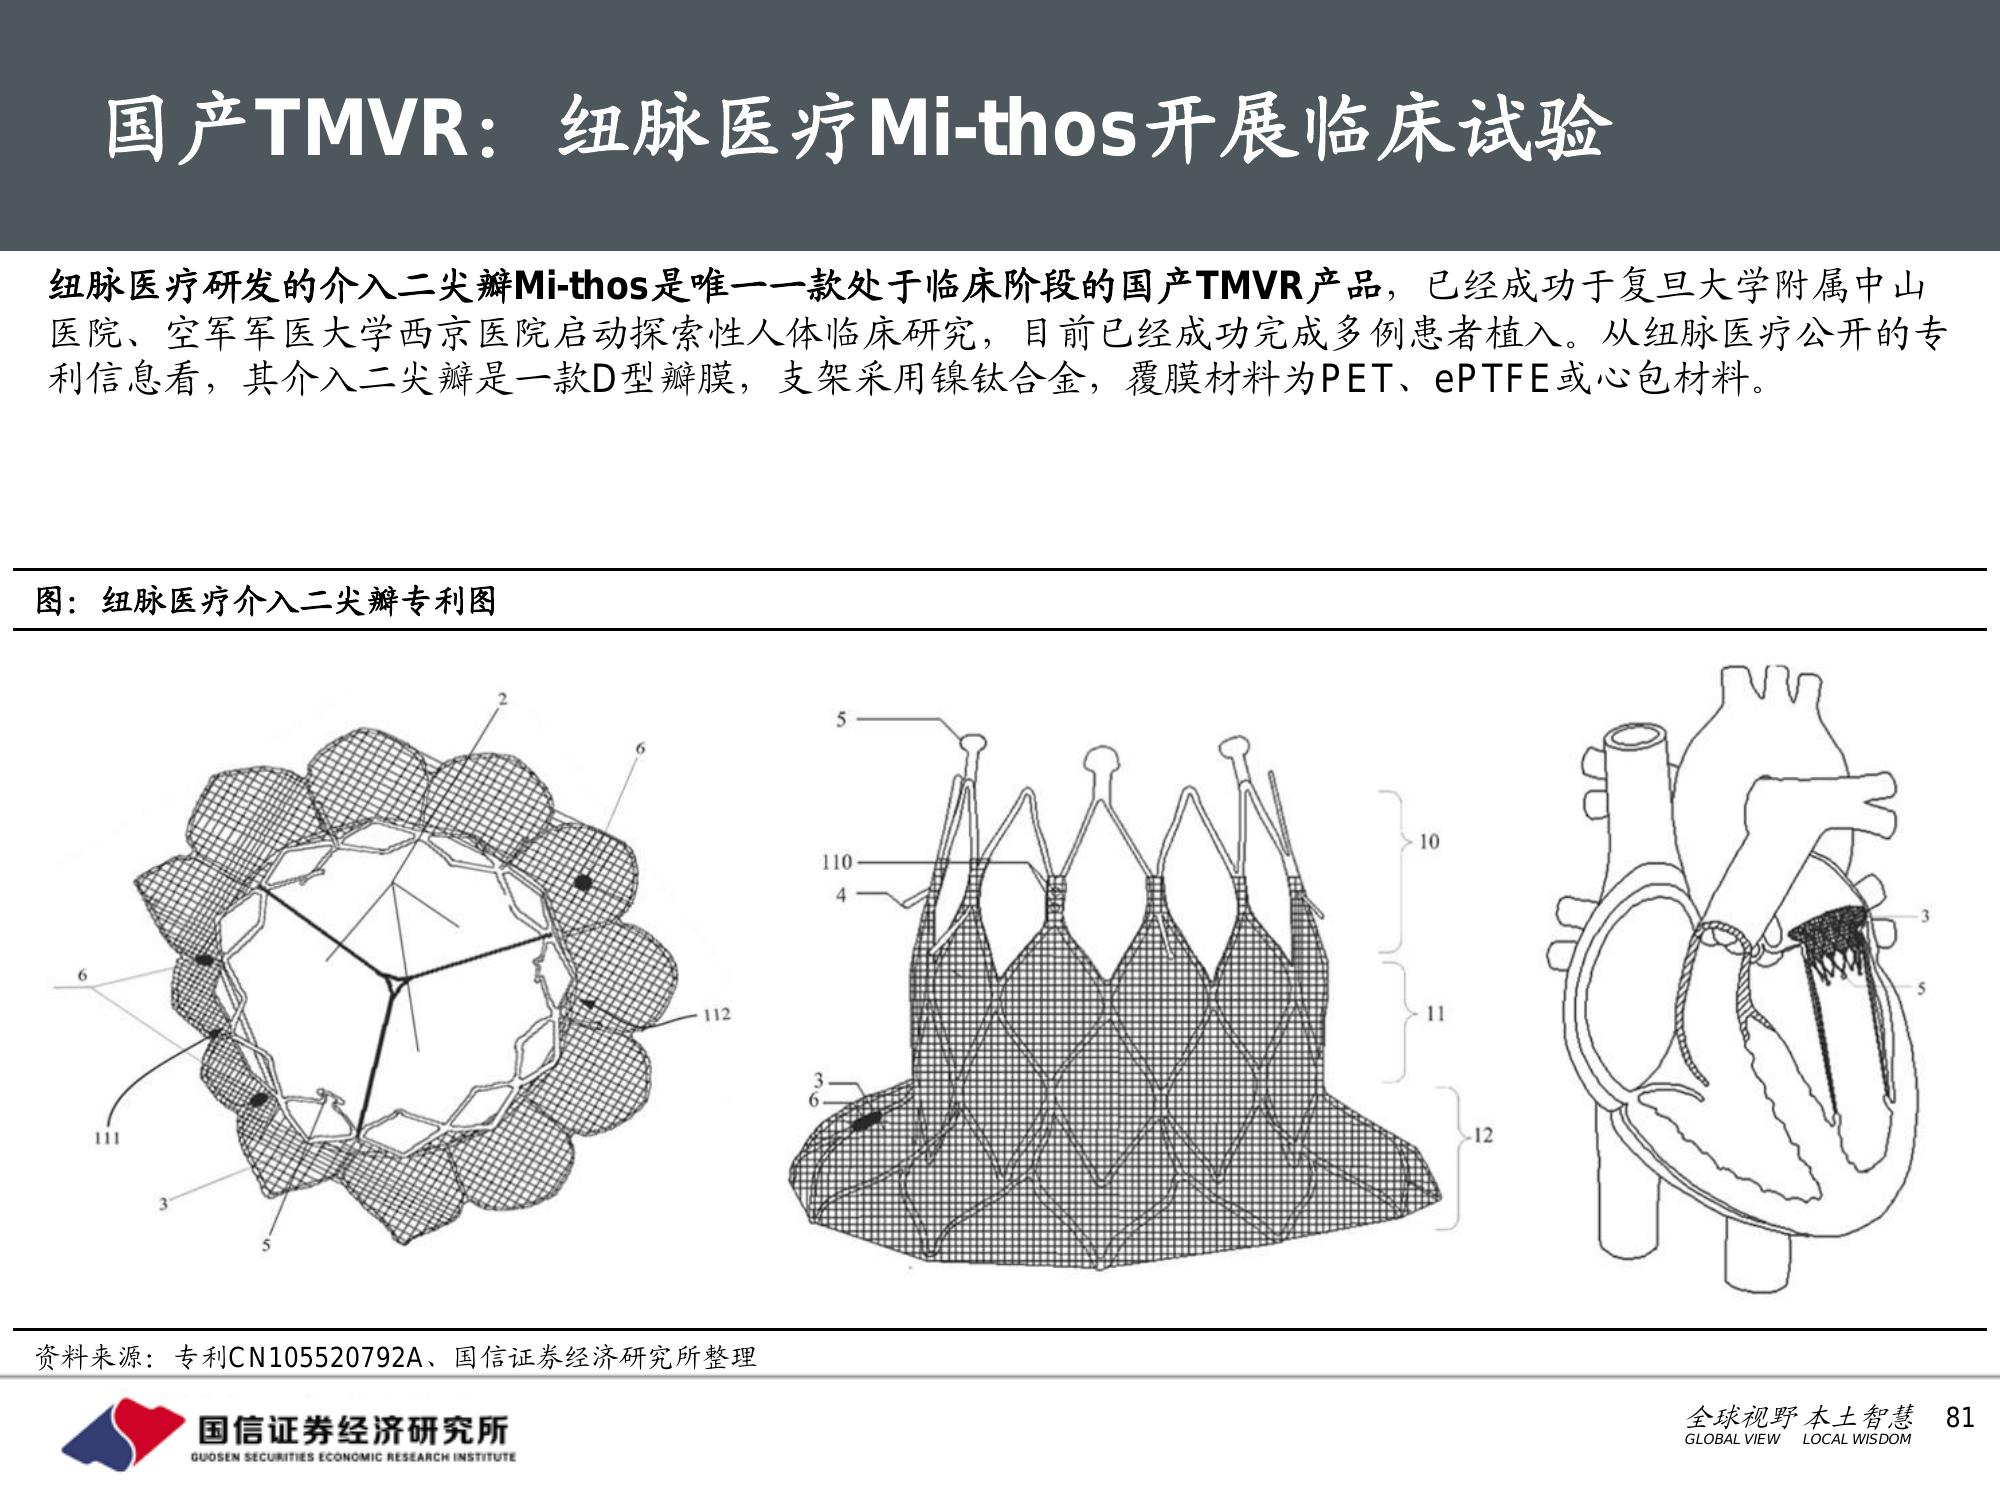 国产TMVR：纽脉医疗Mi-thos开展临床试验
纽脉医疗研发的介入二尖瓣Mi-thos是唯一一款处于临床阶段的国产TMVR产品，已经成功于复旦大学附属中山
医院、空军军医大学西京医院启动探索性人体临床研究，目前已经成功完成多例患者植入。从纽脉医疗公开的专
利信息看，其介入二尖瓣是一款D型瓣膜，支架采用镍钛合金，覆膜材料为PET、ePTFE或心包材料。
图：纽脉医疗介入二尖瓣专利图
2
6
6
112
111
3
5
5
110
4
3
6
10
11
12
3
5
资料来源：专利CN105520792A、国信证券经济研究所整理
国信证券经济研究所
GUOSEN SECURITIES ECONOMIC RESEARCH INSTITUTE
全球视野 本土智慧
GLOBAL VIEW LOCAL WISDOM
81